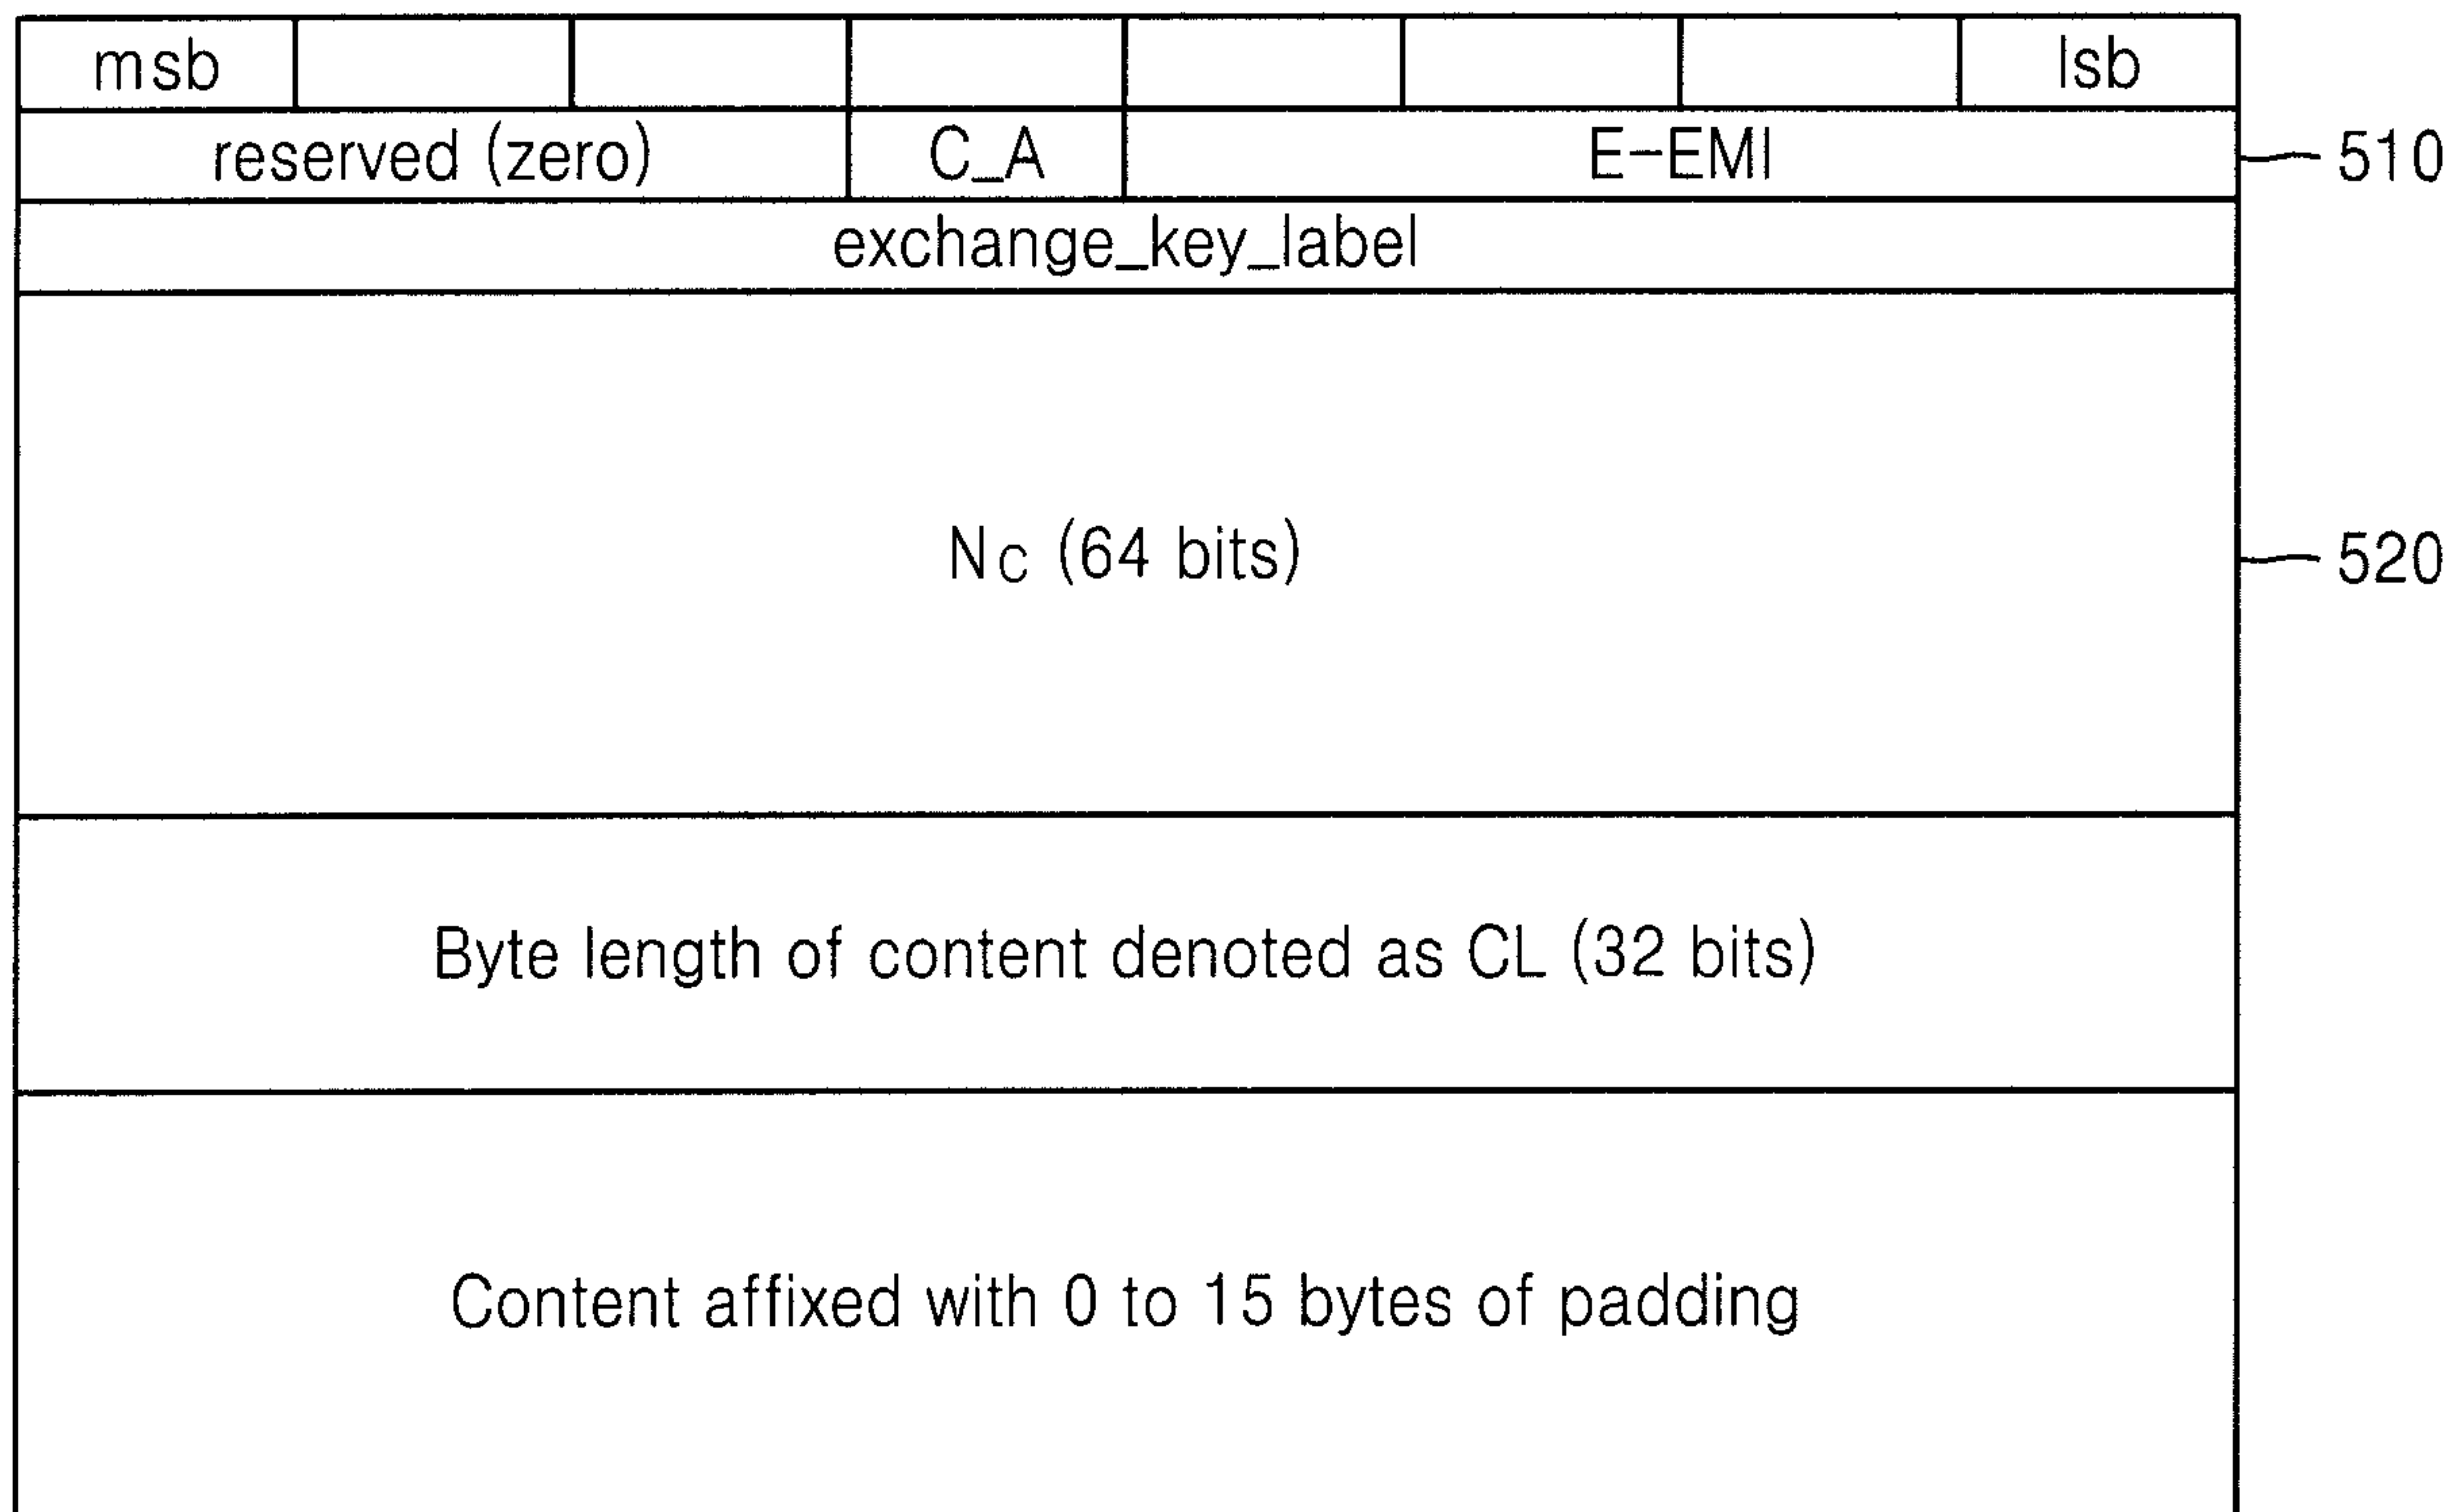 msb lsb
reserved (zero) C_A E-EMI 510
exchange_key_label
Nc (64 bits) 520
Byte length of content denoted as CL (32 bits)
Content affixed with 0 to 15 bytes of padding